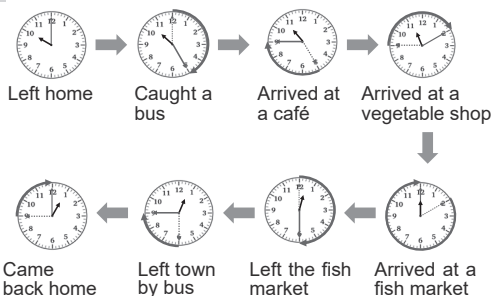 Left home
Caught a
bus
Arrived at
a café
Arrived at a
vegetable shop
Came
back home
Left town
by bus
Left the fish
market
Arrived at a
fish market